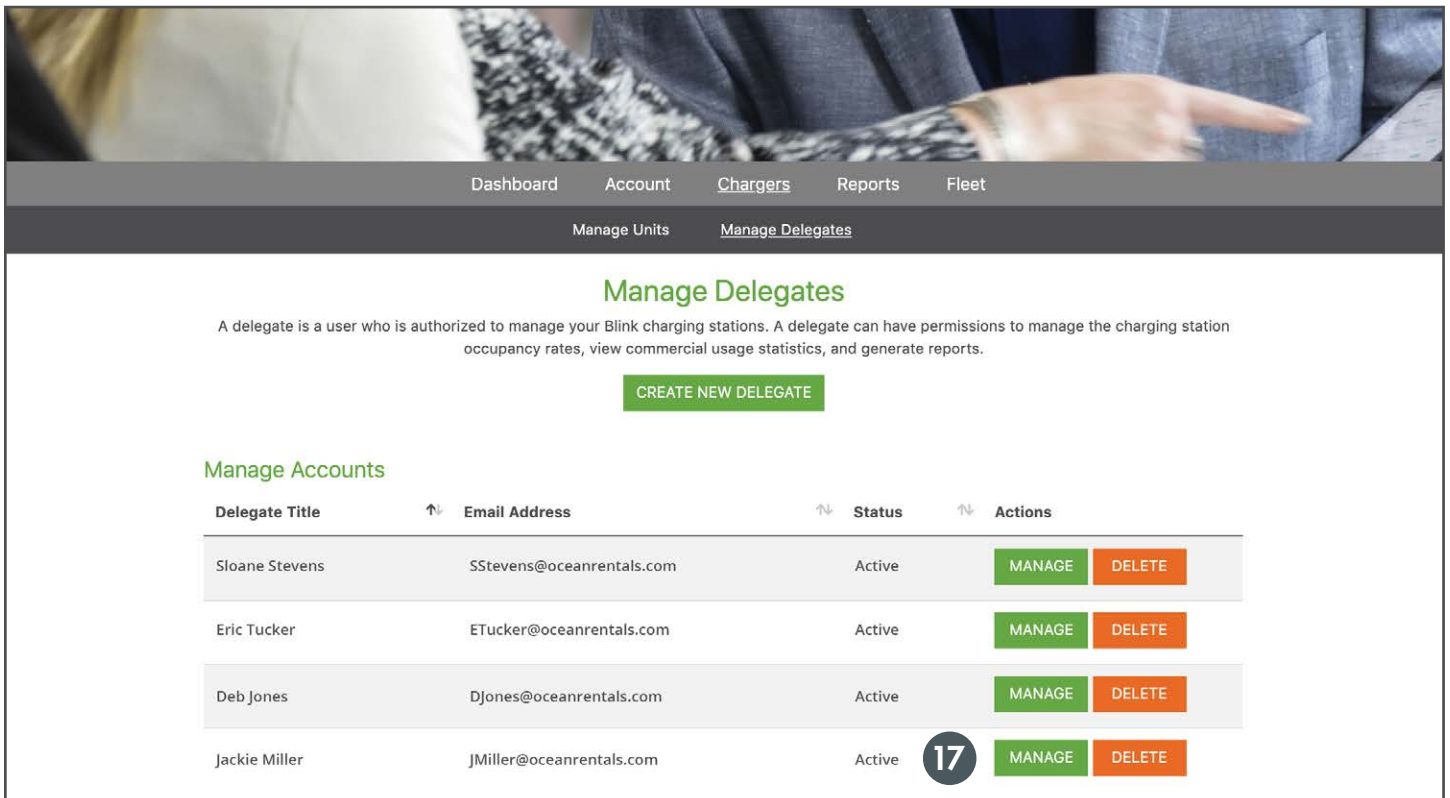 Dashboard Account Chargers Reports Fleet
Manage Units Manage Delegates
Manage Delegates
A delegate is a user who is authorized to manage your Blink charging stations. A delegate can have permissions to manage the charging station
occupancy rates, view commercial usage statistics, and generate reports.
CREATE NEW DELEGATE
Manage Accounts
Delegate Title Email Address Status Actions
Sloane Stevens SStevens@oceanrentals.com Active MANAGE DELETE
Eric Tucker ETucker@oceanrentals.com Active MANAGE DELETE
Deb Jones DJones@oceanrentals.com Active MANAGE DELETE
Jackie Miller JMiller@oceanrentals.com Active 17 MANAGE DELETE